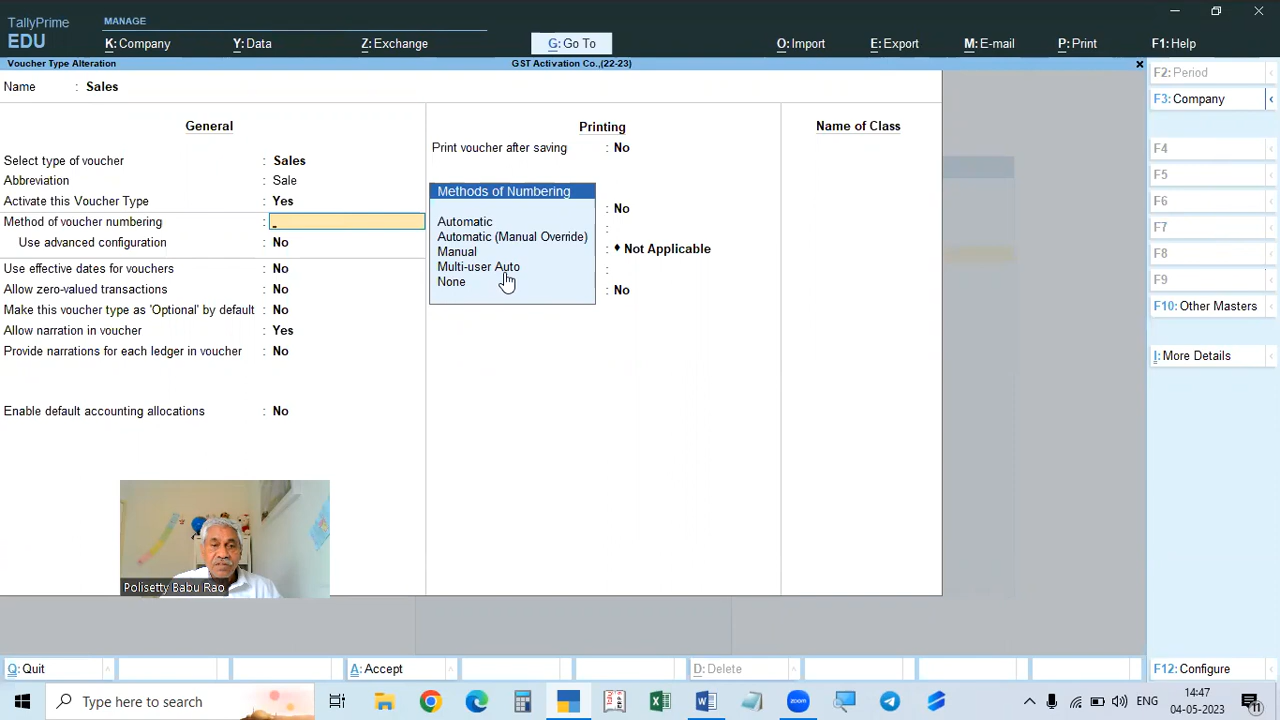 TallyPrime
EDU
MANAGE
K: Company
Y: Data
Z: Exchange
G: Go To
O: Import
E: Export
M: E-mail
P: Print
F1: Help
Voucher Type Alteration
GST Activation Co.,(22-23)
Name : Sales
General
Select type of voucher : Sales
Abbreviation : Sale
Activate this Voucher Type : Yes
Method of voucher numbering :
Use advanced configuration : No
Use effective dates for vouchers : No
Allow zero-valued transactions : No
Make this voucher type as 'Optional' by default : No
Allow narration in voucher : Yes
Provide narrations for each ledger in voucher : No
Enable default accounting allocations : No
Printing
Print voucher after saving : No
: No
:
: ♦ Not Applicable
:
: No
Methods of Numbering
Automatic
Automatic (Manual Override)
Manual
Multi-user Auto
None
Name of Class
F2: Period
F3: Company
F4
F5
F6
F7
F8
F9
F10: Other Masters
I: More Details
F12: Configure
Polisetty Babu Rao
Q: Quit
A: Accept
D: Delete
Type here to search
zoom
ENG
14:47
04-05-2023
11